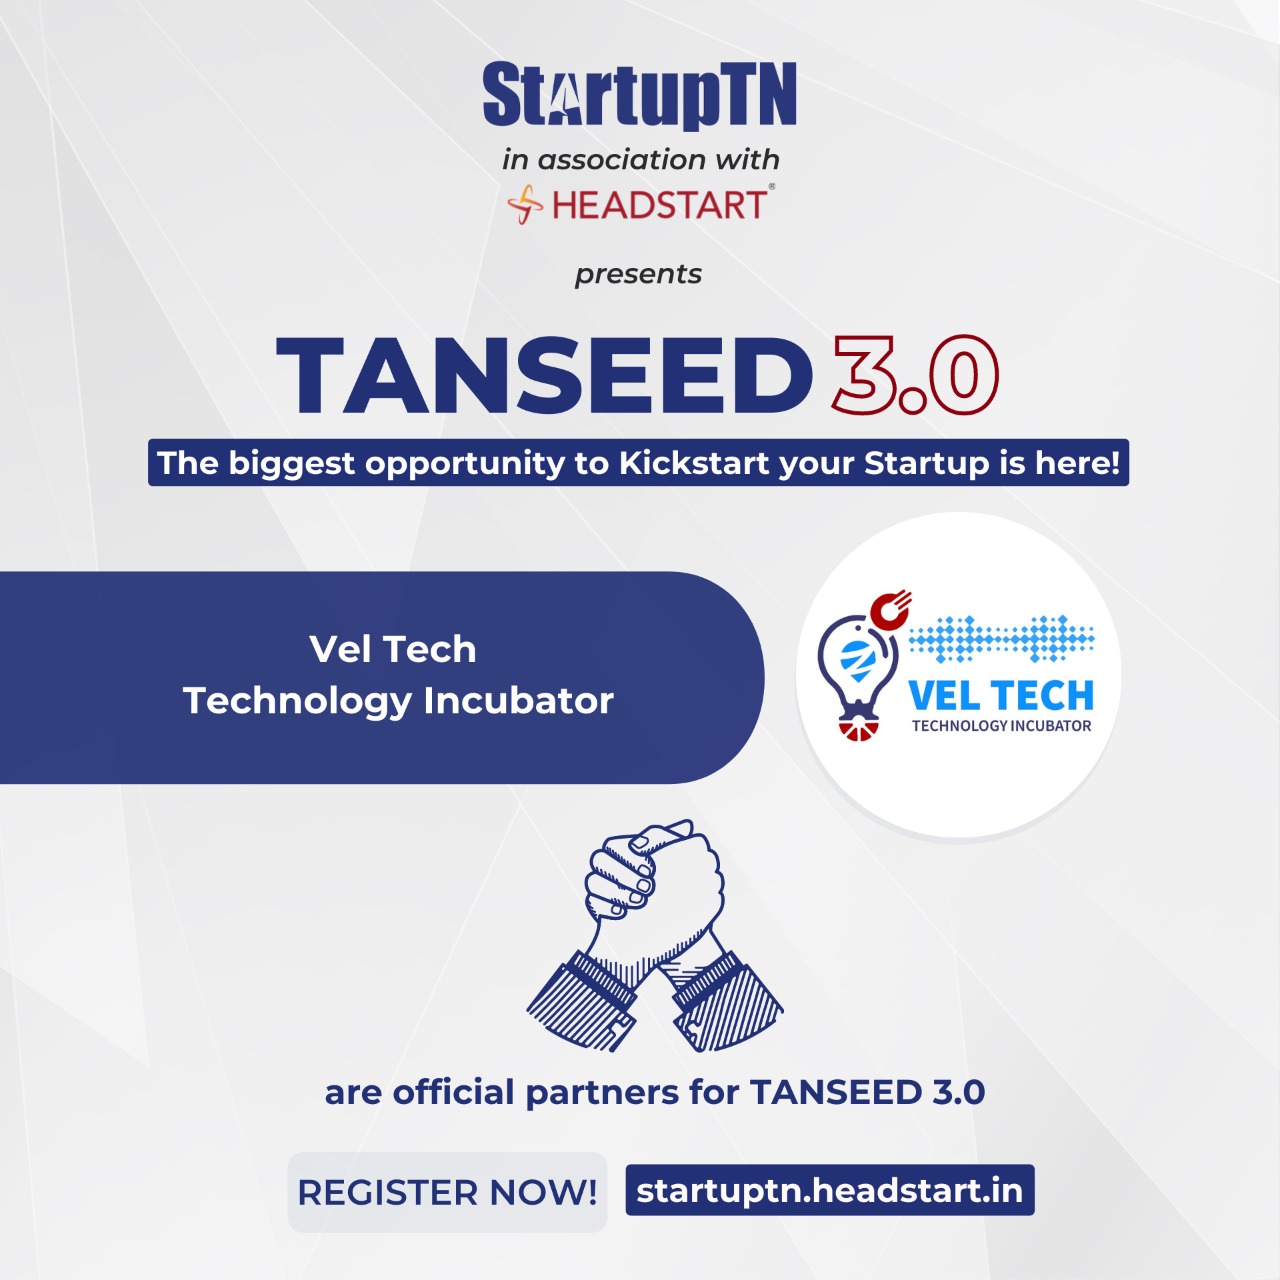 StartupTN
in association with
HEADSTART®
presents
TANSEED 3.0
The biggest opportunity to Kickstart your Startup is here!
Vel Tech
Technology Incubator
VEL TECH
TECHNOLOGY INCUBATOR
are official partners for TANSEED 3.0
REGISTER NOW! startuptn.headstart.in